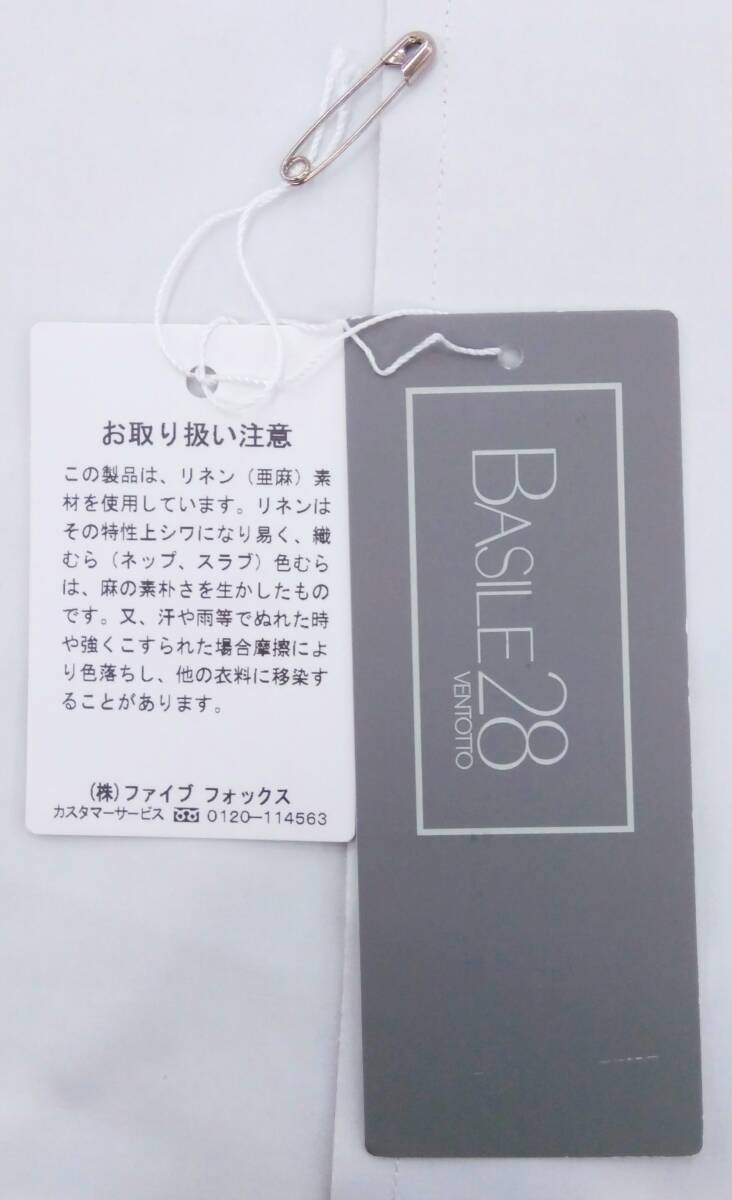 お取り扱い注意
この製品は、リネン（亜麻）素
材を使用しています。リネンは
その特性上シワになり易く、織
むら（ネップ、スラブ）色むら
は、麻の素朴さを生かしたもの
です。又、汗や雨等でぬれた時
や強くこすられた場合摩擦によ
り色落ちし、他の衣料に移染す
ることがあります。
(株)ファイブ フォックス
カスタマーサービス 0120―114563
BASILE 28
VENTOTTO